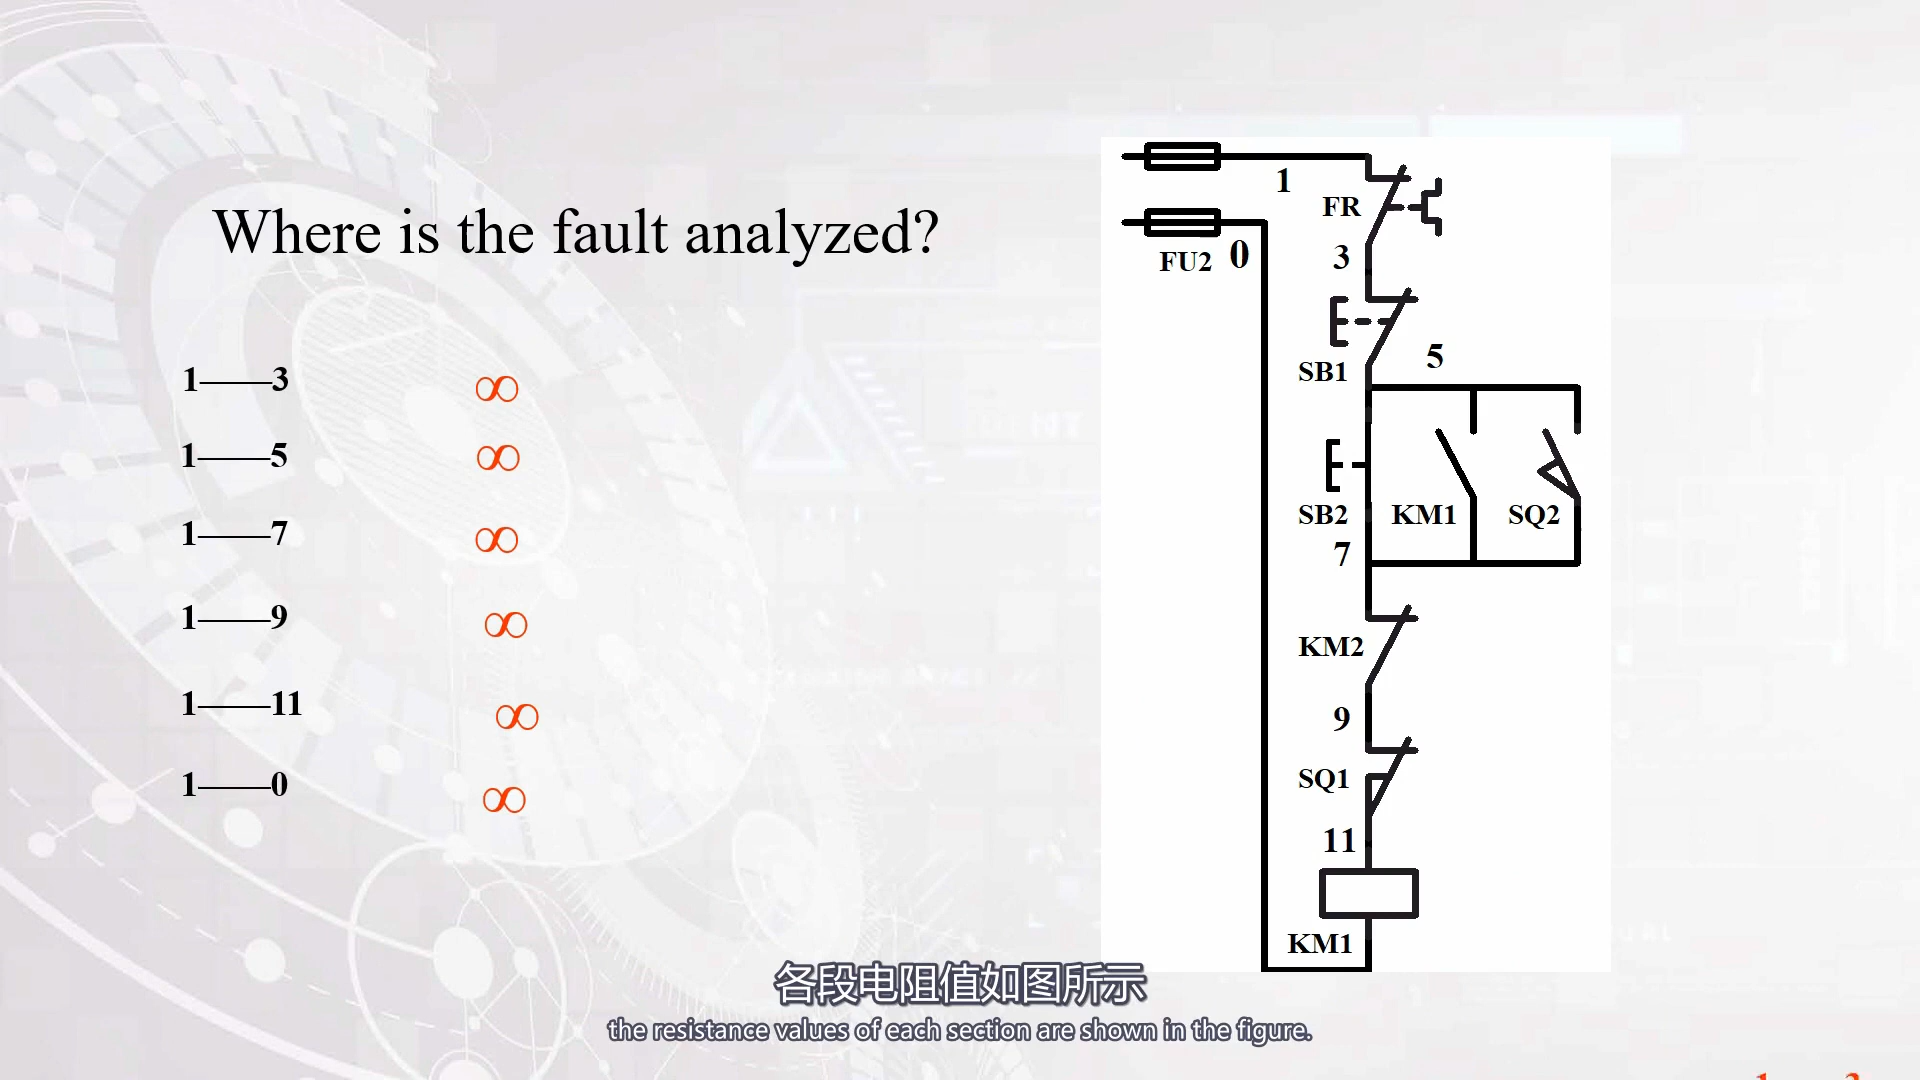 Where is the fault analyzed?
1——3 ∞
1——5 ∞
1——7 ∞
1——9 ∞
1——11 ∞
1——0 ∞
1
FR
FU2 0
3
SB1
5
SB2 KM1 SQ2
7
KM2
9
SQ1
11
KM1
各段电阻值如图所示
the resistance values of each section are shown in the figure.